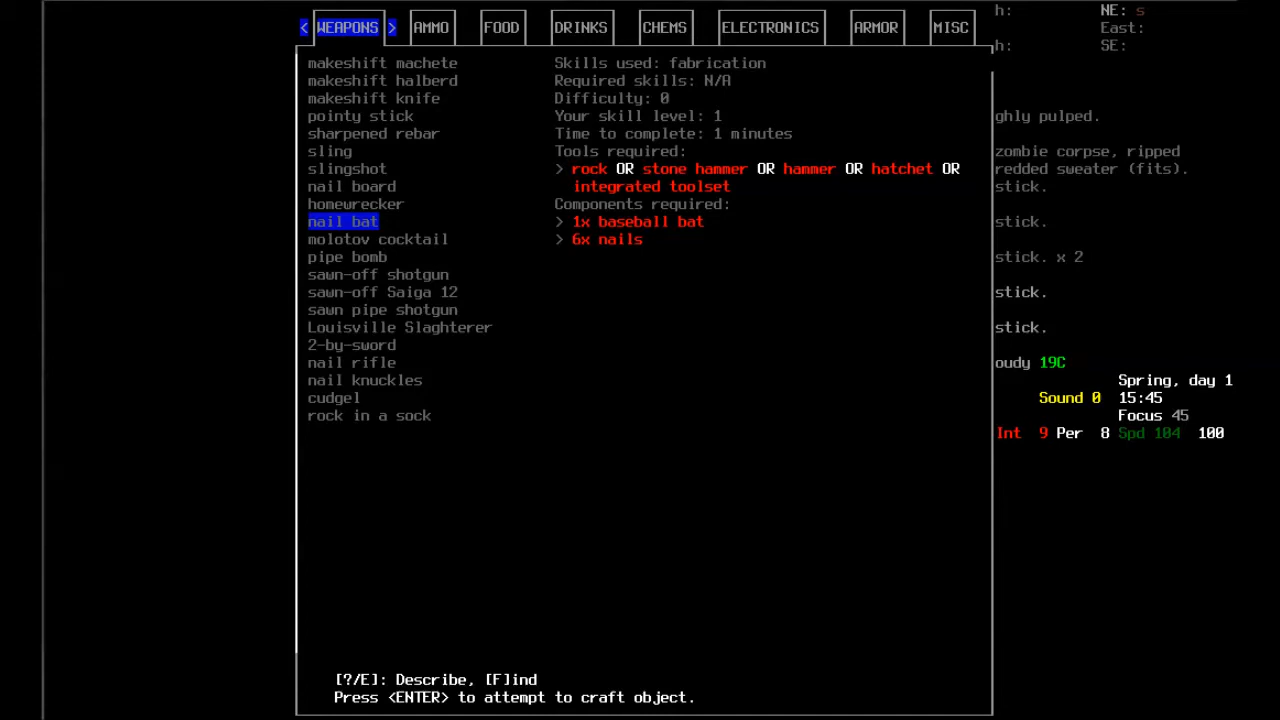 < WEAPONS > AMMO FOOD DRINKS CHEMS ELECTRONICS ARMOR MISC
h: NE: s
East:
h: SE:
makeshift machete Skills used: fabrication
makeshift halberd Required skills: N/A
makeshift knife Difficulty: 0
pointy stick Your skill level: 1 ghly pulped.
sharpened rebar Time to complete: 1 minutes
sling Tools required: zombie corpse, ripped
slingshot > rock OR stone hammer OR hammer OR hatchet OR redded sweater (fits).
nail board integrated toolset stick.
homewrecker Components required:
nail bat > 1x baseball bat stick.
molotov cocktail > 6x nails
pipe bomb stick. x 2
sawn-off shotgun
sawn-off Saiga 12 stick.
sawn pipe shotgun
Louisville Slaghterer stick.
2-by-sword
nail rifle oudy 19C
nail knuckles Spring, day 1
cudgel Sound 0 15:45
rock in a sock Focus 45
Int 9 Per 8 Spd 104 100
[?/E]: Describe, [F]ind
Press <ENTER> to attempt to craft object.